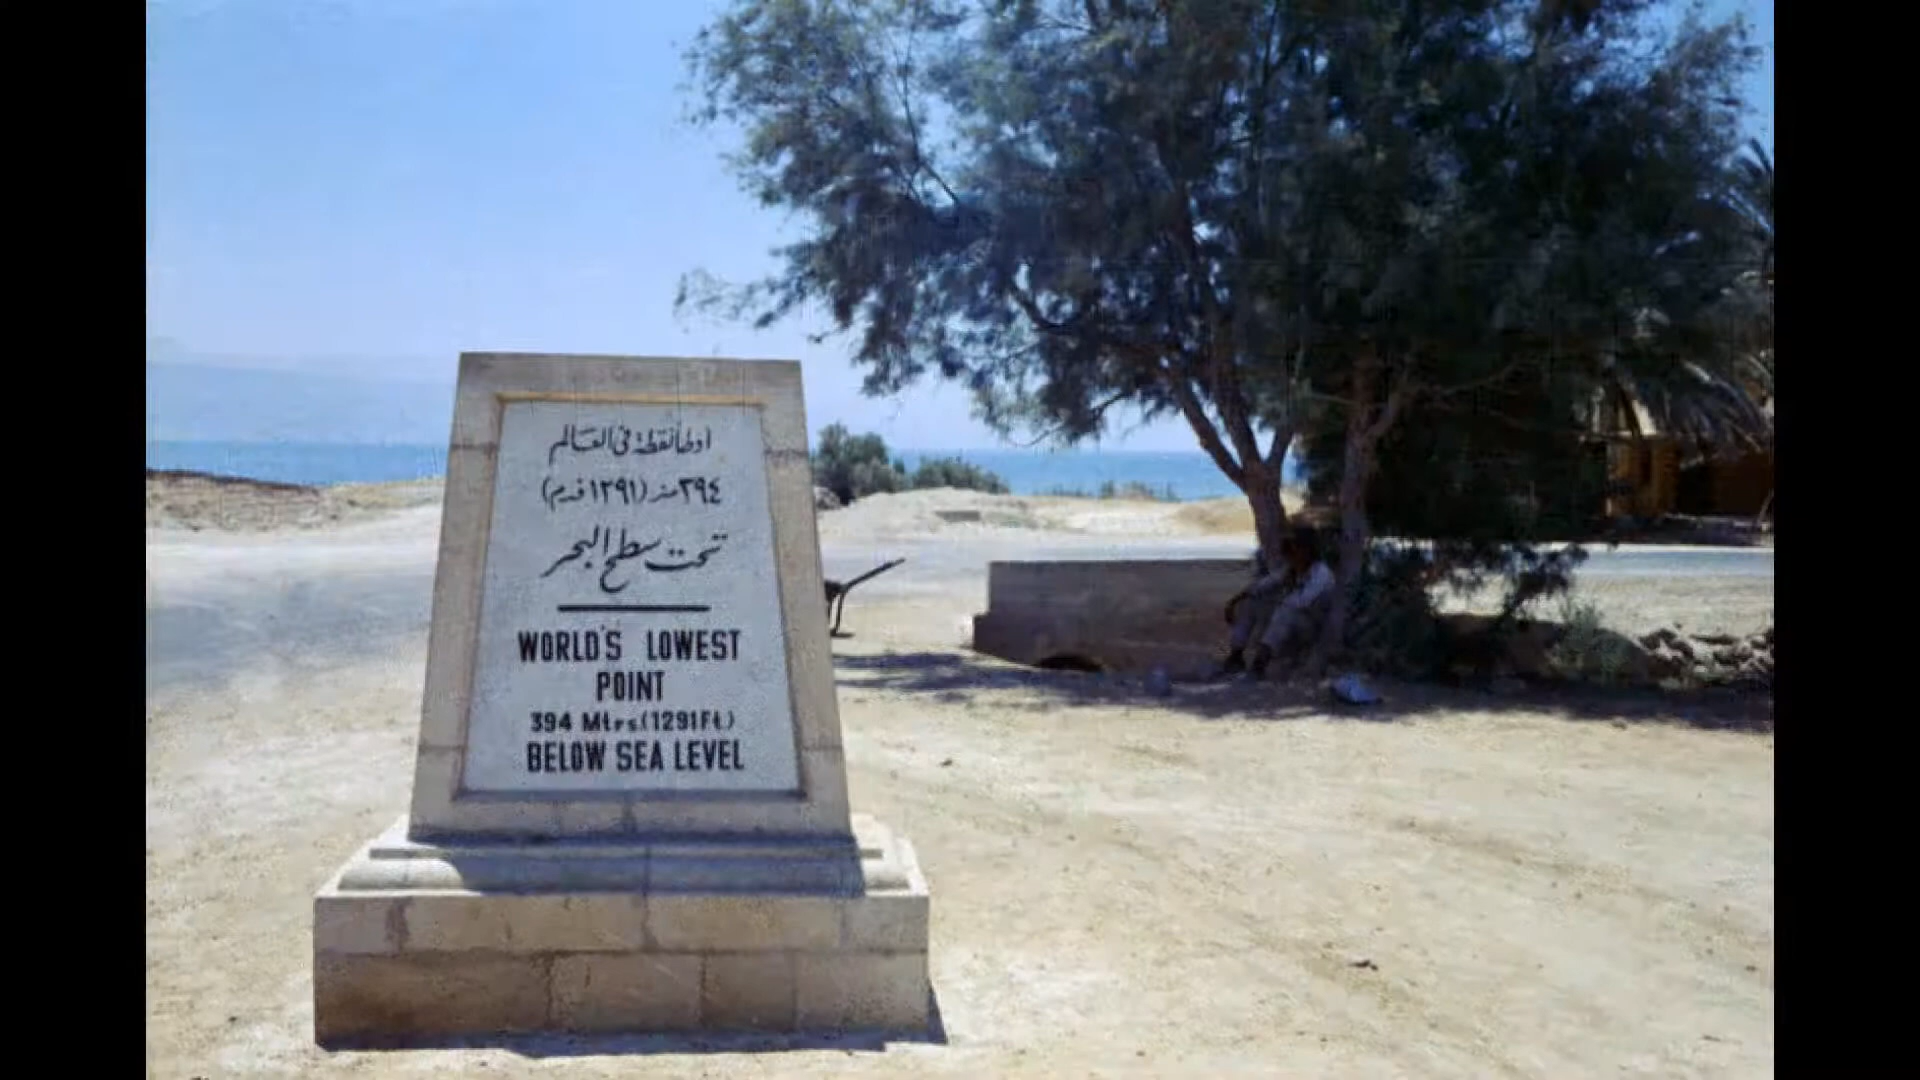 اوطأ نقطة في العالم
٣٩٤ متر (١٢٩١ قدم)
تحت سطح البحر
WORLD'S LOWEST
POINT
394 Mtrs(1291Ft)
BELOW SEA LEVEL